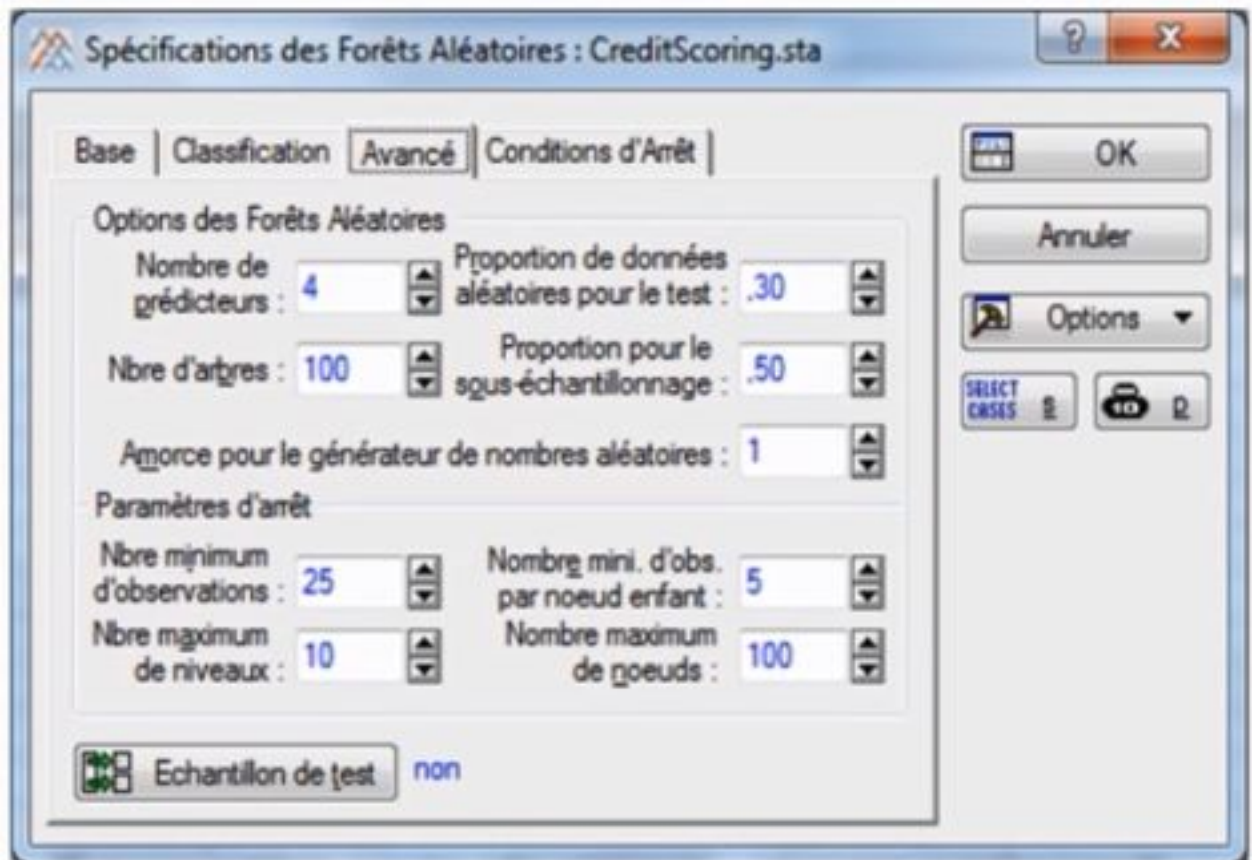 Spécifications des Forêts Aléatoires : CreditScoring.sta
Base
Classification
Avancé
Conditions d'Arrêt
OK
Annuler
Options
SELECT CASES S
10 P
Options des Forêts Aléatoires
Nombre de
prédicteurs : 4
Proportion de données
aléatoires pour le test : .30
Nbre d'arbres : 100
Proportion pour le
sous-échantillonnage : .50
Amorce pour le générateur de nombres aléatoires : 1
Paramètres d'arrêt
Nbre minimum
d'observations : 25
Nombre mini. d'obs.
par noeud enfant : 5
Nbre maximum
de niveaux : 10
Nombre maximum
de noeuds : 100
Echantillon de test non